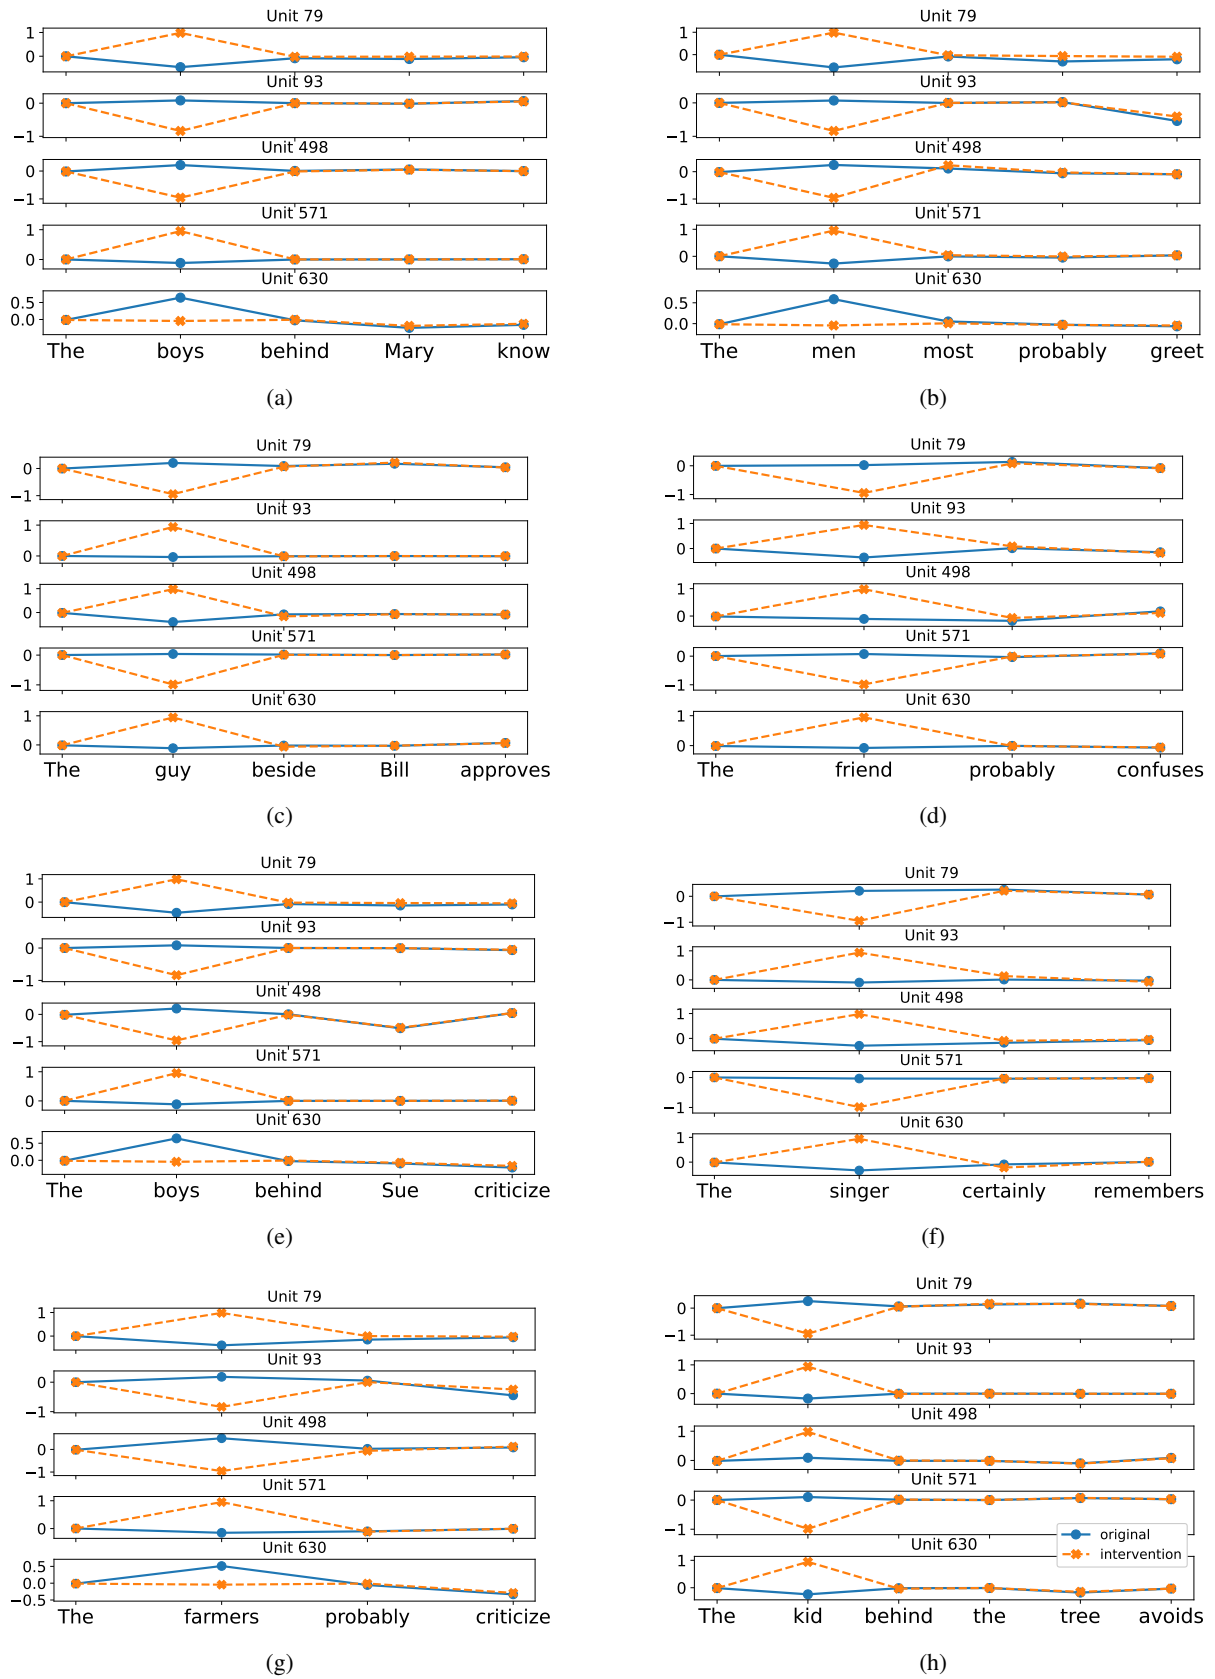 Unit 79
1
0
Unit 93
0
−1
Unit 498
0
−1
Unit 571
1
0
Unit 630
0.5
0.0
The boys behind Mary know
(a)
Unit 79
1
0
Unit 93
0
−1
Unit 498
0
−1
Unit 571
1
0
Unit 630
0.5
0.0
The men most probably greet
(b)
Unit 79
0
−1
Unit 93
1
0
Unit 498
1
0
Unit 571
0
−1
Unit 630
1
0
The guy beside Bill approves
(c)
Unit 79
0
−1
Unit 93
1
0
Unit 498
1
0
Unit 571
0
−1
Unit 630
1
0
The friend probably confuses
(d)
Unit 79
1
0
Unit 93
0
−1
Unit 498
0
−1
Unit 571
1
0
Unit 630
0.5
0.0
The boys behind Sue criticize
(e)
Unit 79
0
−1
Unit 93
1
0
Unit 498
1
0
Unit 571
0
−1
Unit 630
1
0
The singer certainly remembers
(f)
Unit 79
1
0
Unit 93
0
−1
Unit 498
0
−1
Unit 571
1
0
Unit 630
0.5
0.0
−0.5
The farmers probably criticize
(g)
Unit 79
0
−1
Unit 93
1
0
Unit 498
1
0
Unit 571
0
−1
original
intervention
Unit 630
1
0
The kid behind the tree avoids
(h)